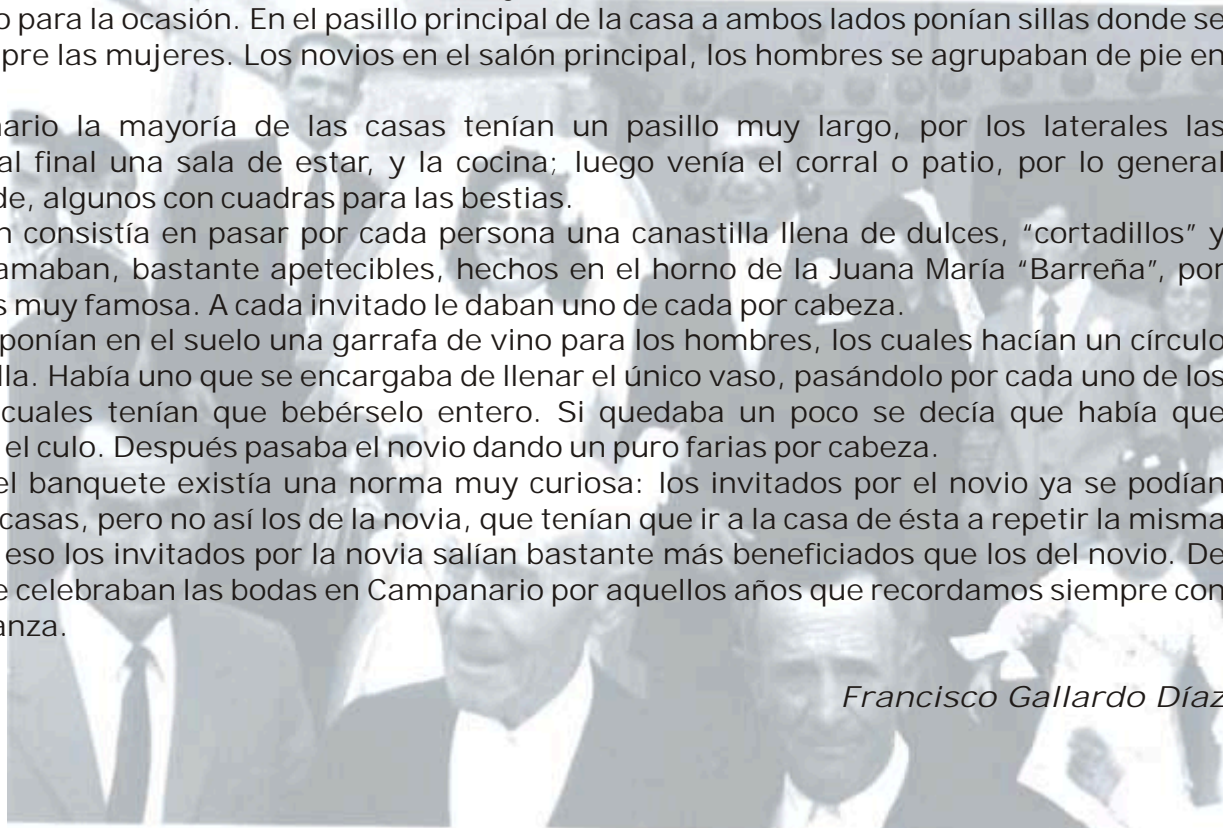 o para la ocasión. En el pasillo principal de la casa a ambos lados ponían sillas donde se
pre las mujeres. Los novios en el salón principal, los hombres se agrupaban de pie en
ario la mayoría de las casas tenían un pasillo muy largo, por los laterales las
al final una sala de estar, y la cocina; luego venía el corral o patio, por lo general
de, algunos con cuadras para las bestias.
n consistía en pasar por cada persona una canastilla llena de dulces, “cortadillos” y
amaban, bastante apetecibles, hechos en el horno de la Juana María “Barreña”, por
s muy famosa. A cada invitado le daban uno de cada por cabeza.
ponían en el suelo una garrafa de vino para los hombres, los cuales hacían un círculo
lla. Había uno que se encargaba de llenar el único vaso, pasándolo por cada uno de los
cuales tenían que bebérselo entero. Si quedaba un poco se decía que había que
el culo. Después pasaba el novio dando un puro farias por cabeza.
el banquete existía una norma muy curiosa: los invitados por el novio ya se podían
casas, pero no así los de la novia, que tenían que ir a la casa de ésta a repetir la misma
eso los invitados por la novia salían bastante más beneficiados que los del novio. De
e celebraban las bodas en Campanario por aquellos años que recordamos siempre con
anza.
Francisco Gallardo Díaz